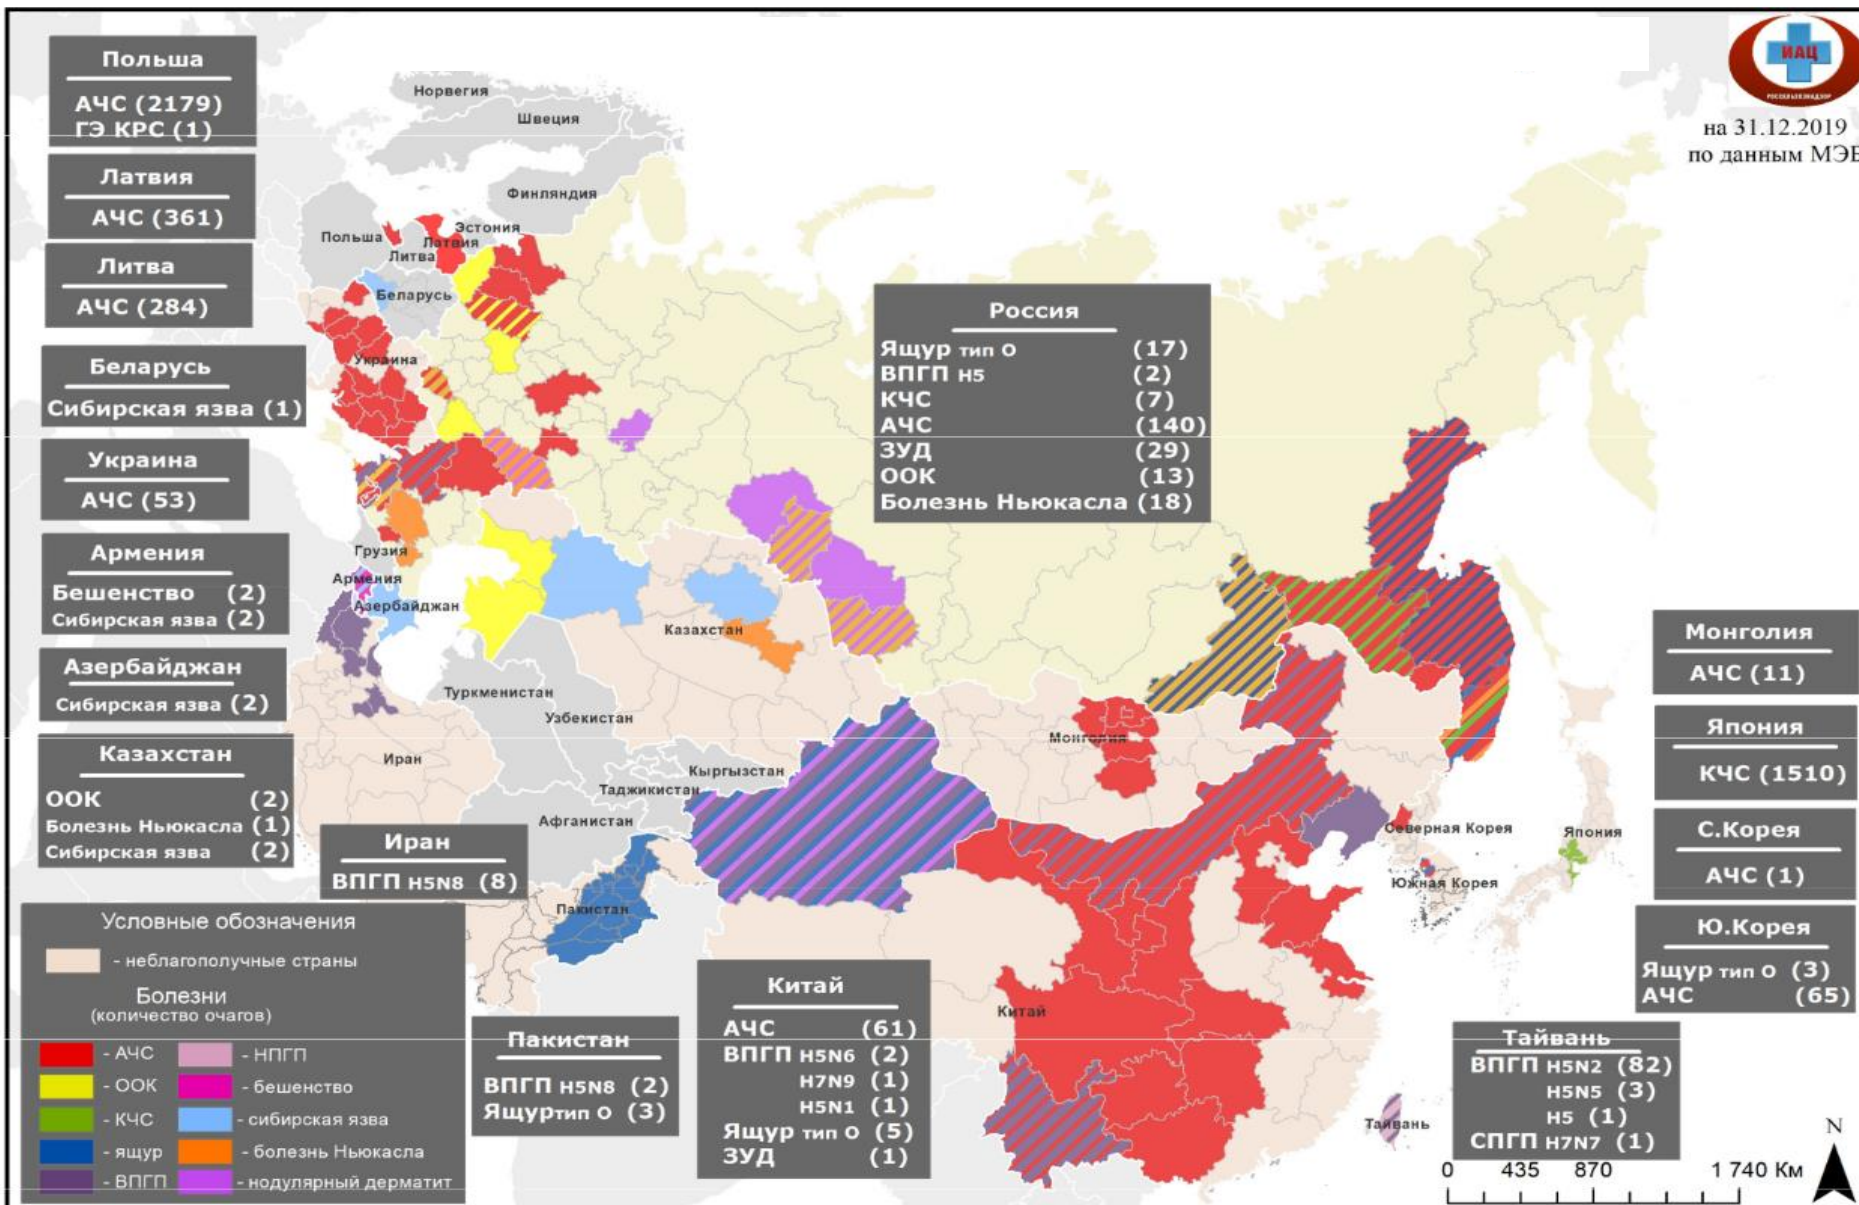 ИАЦ
РОССЕЛЬХОЗНАДЗОР
на 31.12.2019
по данным МЭБ
Польша
АЧС (2179)
ГЭ КРС (1)
Латвия
АЧС (361)
Литва
АЧС (284)
Беларусь
Сибирская язва (1)
Украина
АЧС (53)
Армения
Бешенство (2)
Сибирская язва (2)
Азербайджан
Сибирская язва (2)
Казахстан
ООК (2)
Болезнь Ньюкасла (1)
Сибирская язва (2)
Иран
ВПГП H5N8 (8)
Россия
Ящур тип О (17)
ВПГП Н5 (2)
КЧС (7)
АЧС (140)
ЗУД (29)
ООК (13)
Болезнь Ньюкасла (18)
Монголия
АЧС (11)
Япония
КЧС (1510)
С.Корея
АЧС (1)
Ю.Корея
Ящур тип О (3)
АЧС (65)
Тайвань
ВПГП H5N2 (82)
H5N5 (3)
H5 (1)
СПГП H7N7 (1)
Китай
АЧС (61)
ВПГП H5N6 (2)
H7N9 (1)
H5N1 (1)
Ящур тип О (5)
ЗУД (1)
Пакистан
ВПГП H5N8 (2)
Ящур тип О (3)
Условные обозначения
- неблагополучные страны
Болезни
(количество очагов)
- АЧС
- НПГП
- ООК
- бешенство
- КЧС
- сибирская язва
- ящур
- болезнь Ньюкасла
- ВПГП
- нодулярный дерматит
Норвегия
Швеция
Финляндия
Эстония
Латвия
Литва
Польша
Беларусь
Украина
Грузия
Армения
Азербайджан
Казахстан
Туркменистан
Узбекистан
Иран
Кыргызстан
Таджикистан
Афганистан
Пакистан
Монголия
Северная Корея
Южная Корея
Япония
Китай
Тайвань
N
0 435 870 1 740 Км